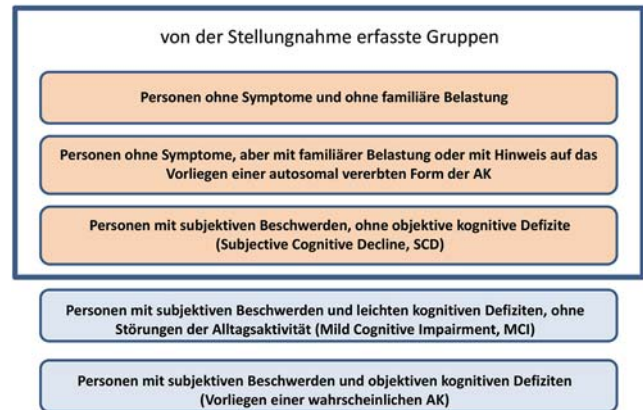 von der Stellungnahme erfasste Gruppen
Personen ohne Symptome und ohne familiäre Belastung
Personen ohne Symptome, aber mit familiärer Belastung oder mit Hinweis auf das
Vorliegen einer autosomal vererbten Form der AK
Personen mit subjektiven Beschwerden, ohne objektive kognitive Defizite
(Subjective Cognitive Decline, SCD)
Personen mit subjektiven Beschwerden und leichten kognitiven Defiziten, ohne
Störungen der Alltagsaktivität (Mild Cognitive Impairment, MCI)
Personen mit subjektiven Beschwerden und objektiven kognitiven Defiziten
(Vorliegen einer wahrscheinlichen AK)